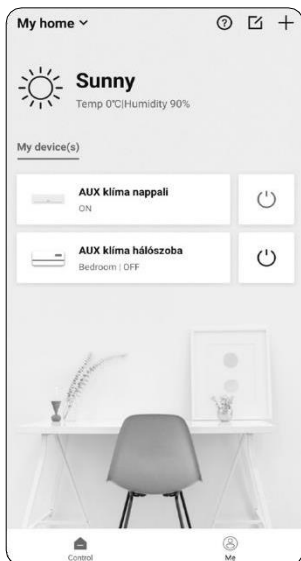 My home
Sunny
Temp 0°C|Humidity 90%
My device(s)
AUX klíma nappali
ON
AUX klíma hálószoba
Bedroom | OFF
Control
Me